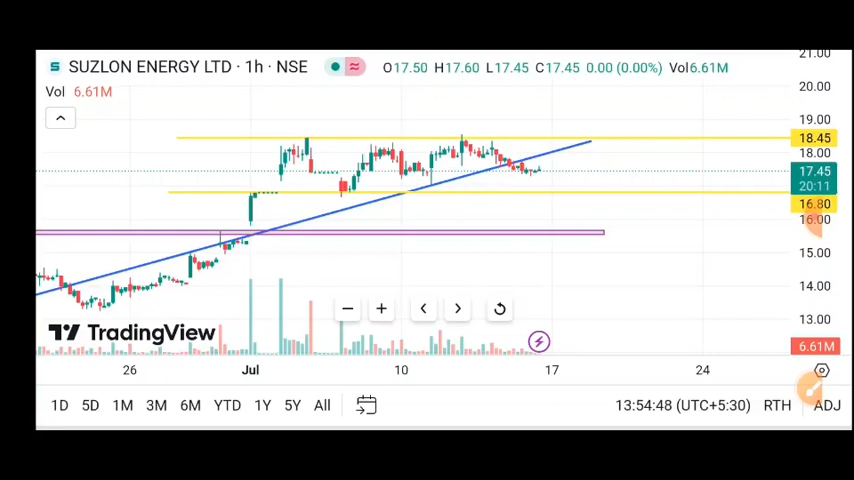 SUZLON ENERGY LTD · 1h · NSE O17.50 H17.60 L17.45 C17.45 0.00 (0.00%) Vol6.61M
Vol 6.61M
21.00
20.00
19.00
18.45
18.00
17.45
20:11
16.80
16.00
15.00
14.00
13.00
6.61M
TradingView
26 Jul 10 17 24
1D 5D 1M 3M 6M YTD 1Y 5Y All 13:54:48 (UTC+5:30) RTH ADJ